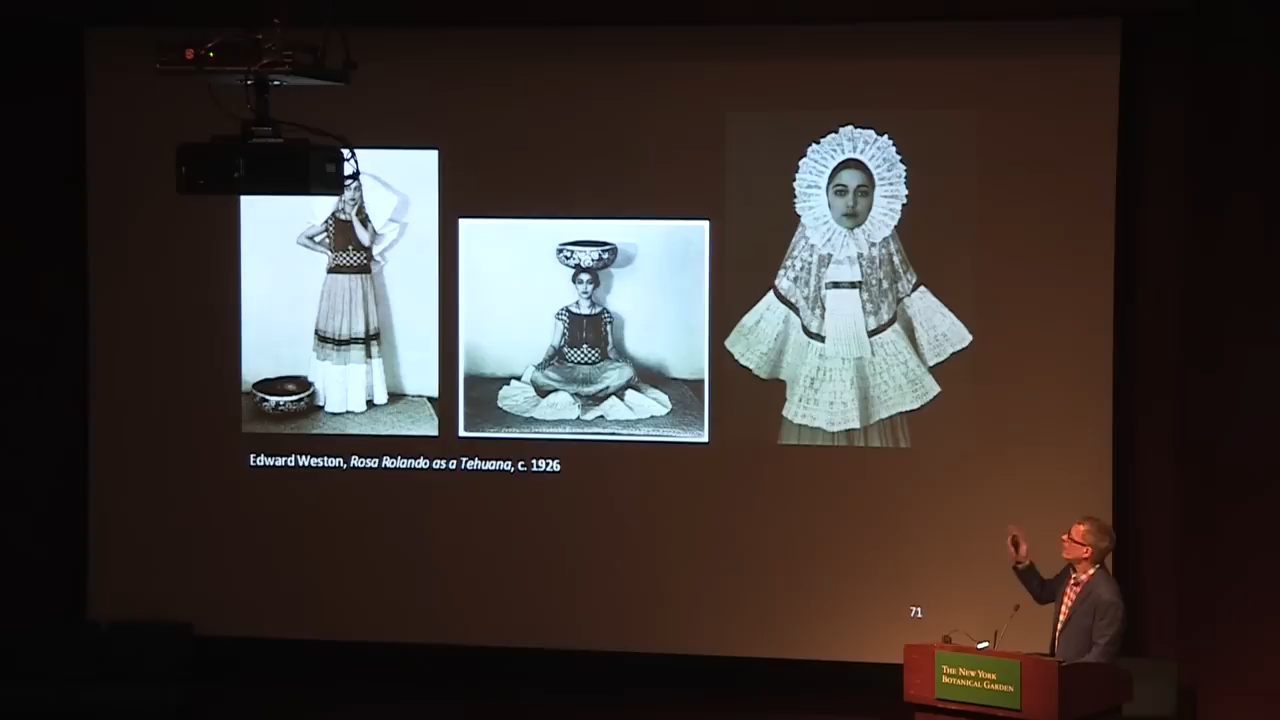 Edward Weston, Rosa Rolando as a Tehuana, c. 1926
71
THE NEW YORK
BOTANICAL GARDEN